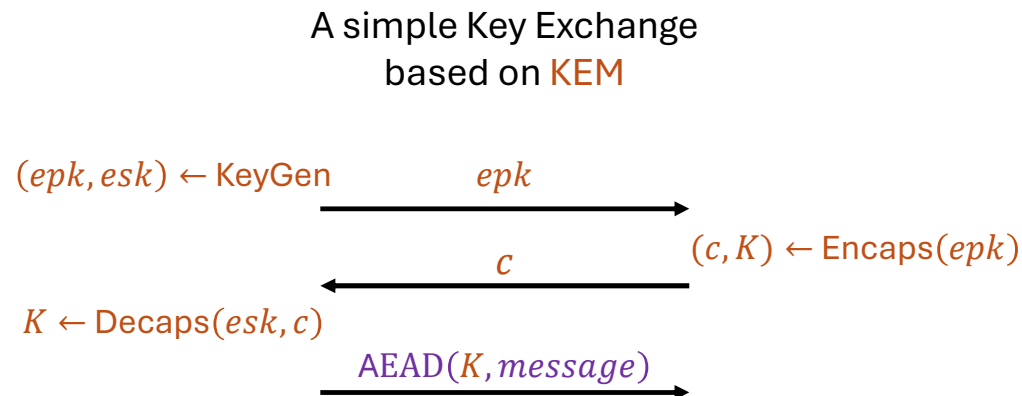 A simple Key Exchange
based on KEM
(epk, esk) ← KeyGen
epk
(c, K) ← Encaps(epk)
c
K ← Decaps(esk, c)
AEAD(K, message)